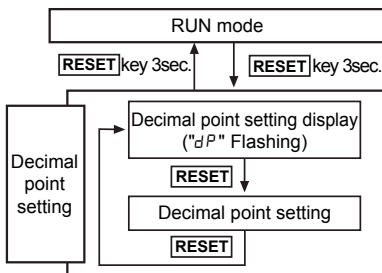 RUN mode
RESET key 3sec.
RESET key 3sec.
Decimal point setting
Decimal point setting display
("dP" Flashing)
RESET
Decimal point setting
RESET